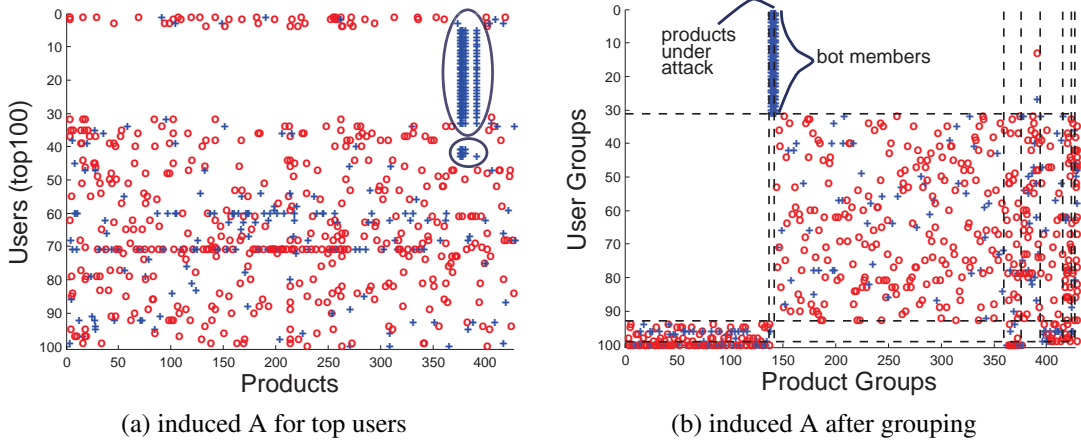 0
10
20
30
40
50
60
70
80
90
100
Users (top100)
0 50 100 150 200 250 300 350 400
Products
(a) induced A for top users
products
under
attack
bot members
0
10
20
30
40
50
60
70
80
90
100
User Groups
0 50 100 150 200 250 300 350 400
Product Groups
(b) induced A after grouping